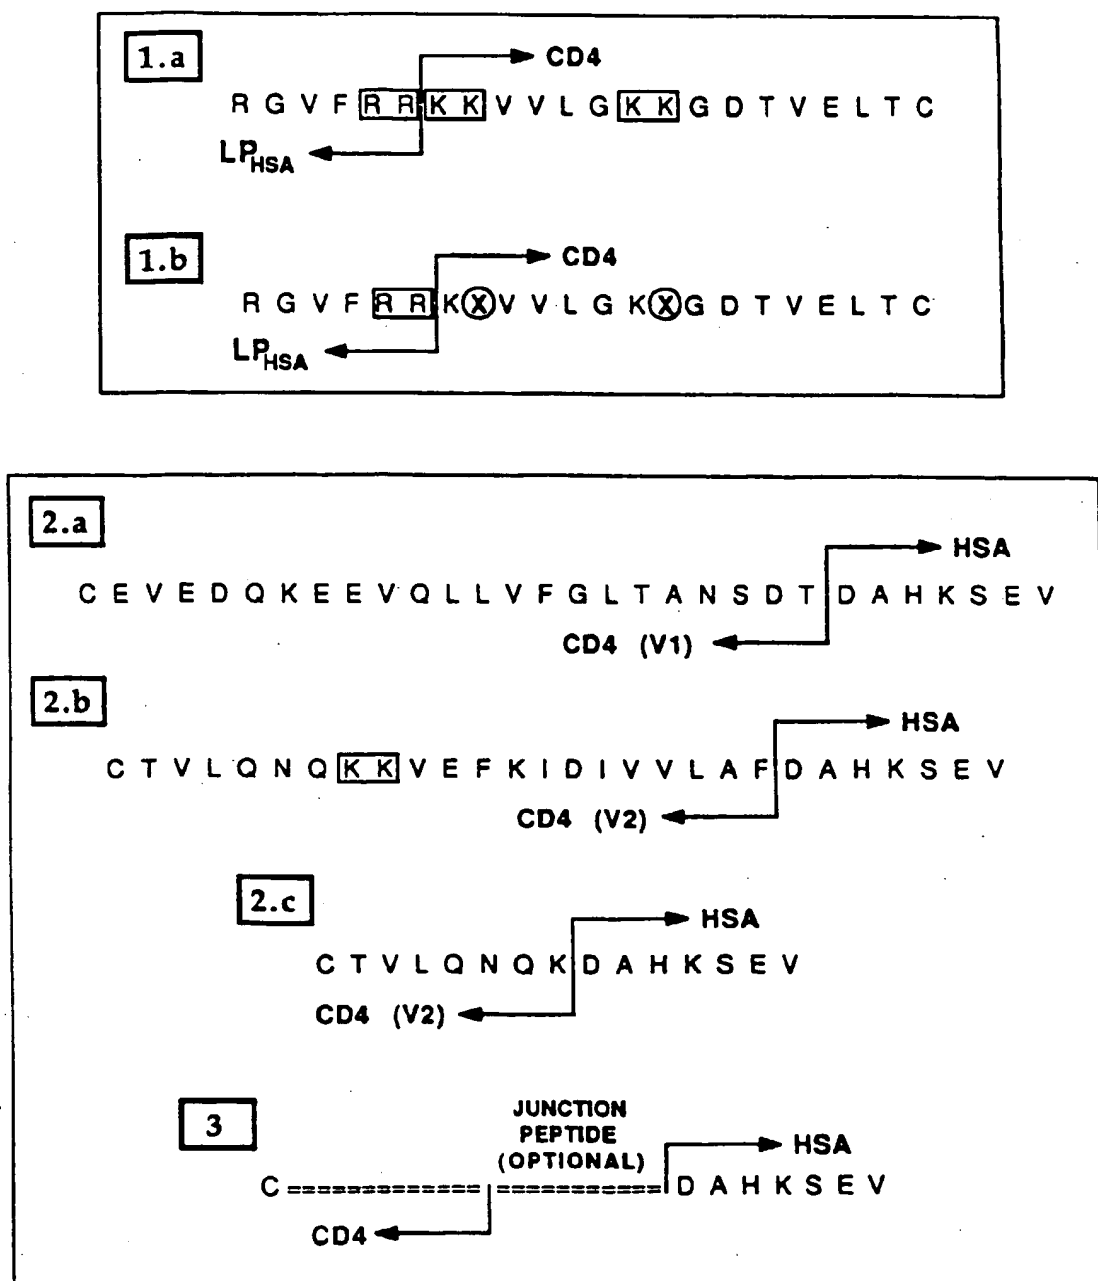 1.a
CD4
R G V F R R K K V V L G K K G D T V E L T C
LPHSA
1.b
CD4
R G V F R R K X V V L G K X G D T V E L T C
LPHSA
2.a
HSA
C E V E D Q K E E V Q L L V F G L T A N S D T D A H K S E V
CD4 (V1)
2.b
HSA
C T V L Q N Q K K V E F K I D I V V L A F D A H K S E V
CD4 (V2)
2.c
HSA
C T V L Q N Q K D A H K S E V
CD4 (V2)
3
JUNCTION
PEPTIDE
(OPTIONAL)
HSA
C ============= =========== D A H K S E V
CD4